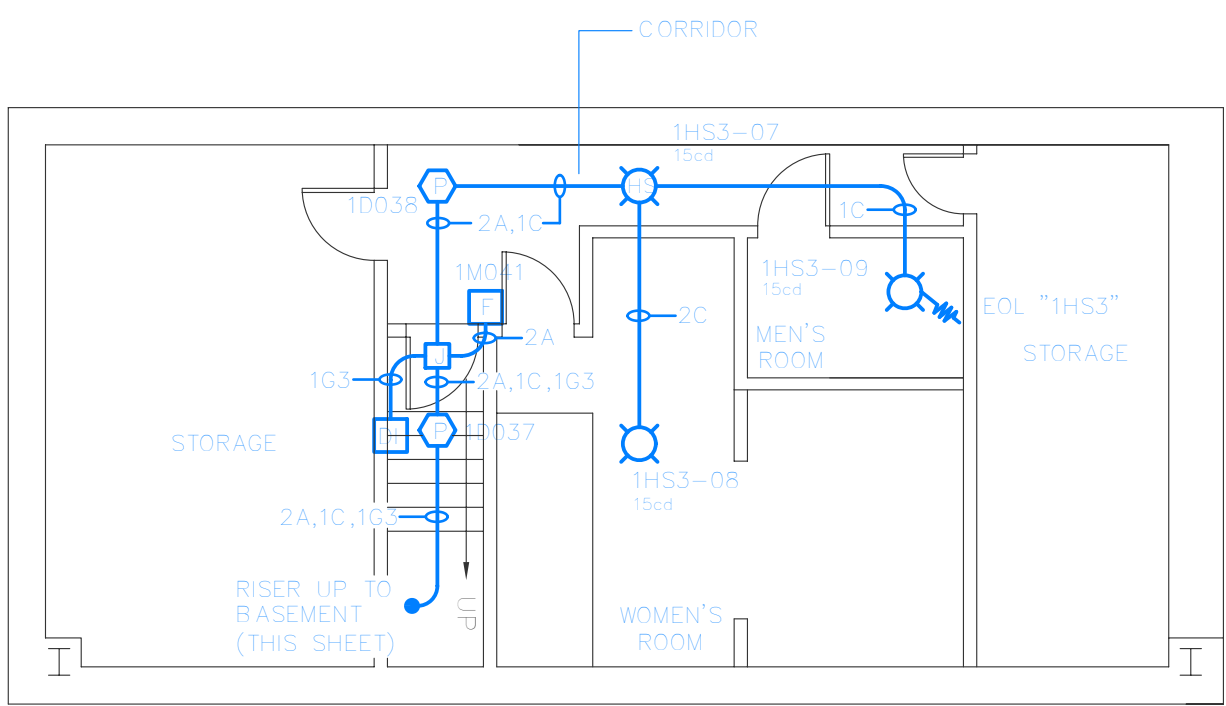 CORRIDOR
1HS3-07
15cd
P
HS
1D038
2A,1C
1C
1M041
F
1HS3-09
15cd
EOL "1HS3"
2C
2A
MEN'S
ROOM
STORAGE
J
1G3
2A,1C,1G3
P
1D037
DH
STORAGE
1HS3-08
15cd
2A,1C,1G3
RISER UP TO
BASEMENT
(THIS SHEET)
UP
WOMEN'S
ROOM